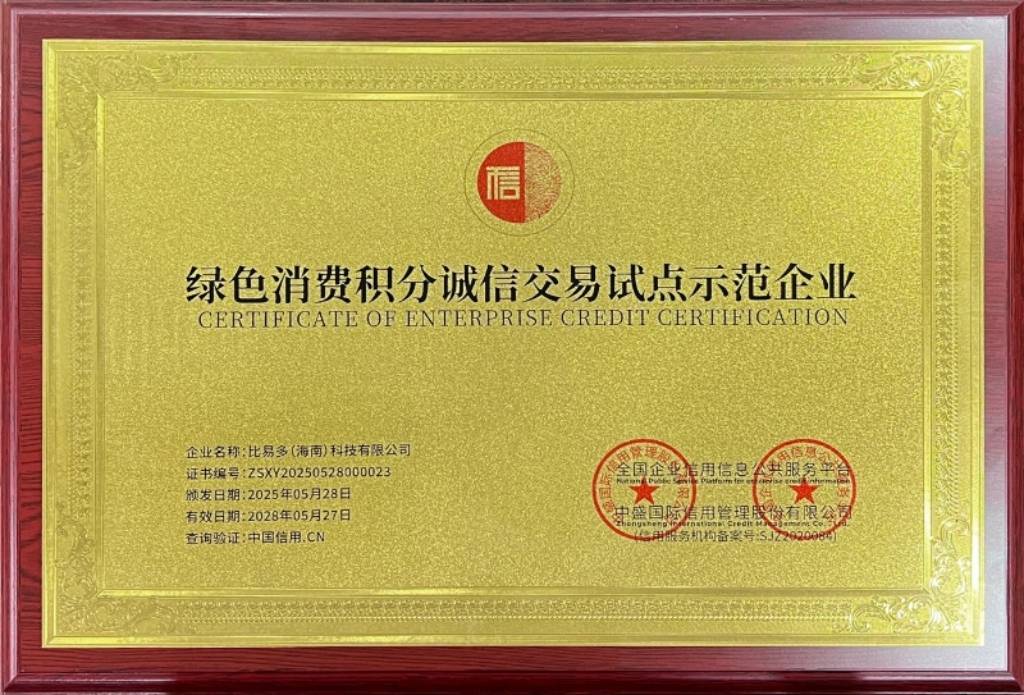 信
绿色消费积分诚信交易试点示范企业
CERTIFICATE OF ENTERPRISE CREDIT CERTIFICATION
企业名称:比易多(海南)科技有限公司
证书编号:ZSXY20250528000023
颁发日期:2025年05月28日
有效日期:2028年05月27日
查询验证:中国信用.CN
全国企业信用信息公共服务平台
National Public Service Platform for enterprise credit information
中盛国际信用管理股份有限公司
Zhongsheng International Credit Management Co., Ltd.
(信用服务机构备案号:SJZ2020084)